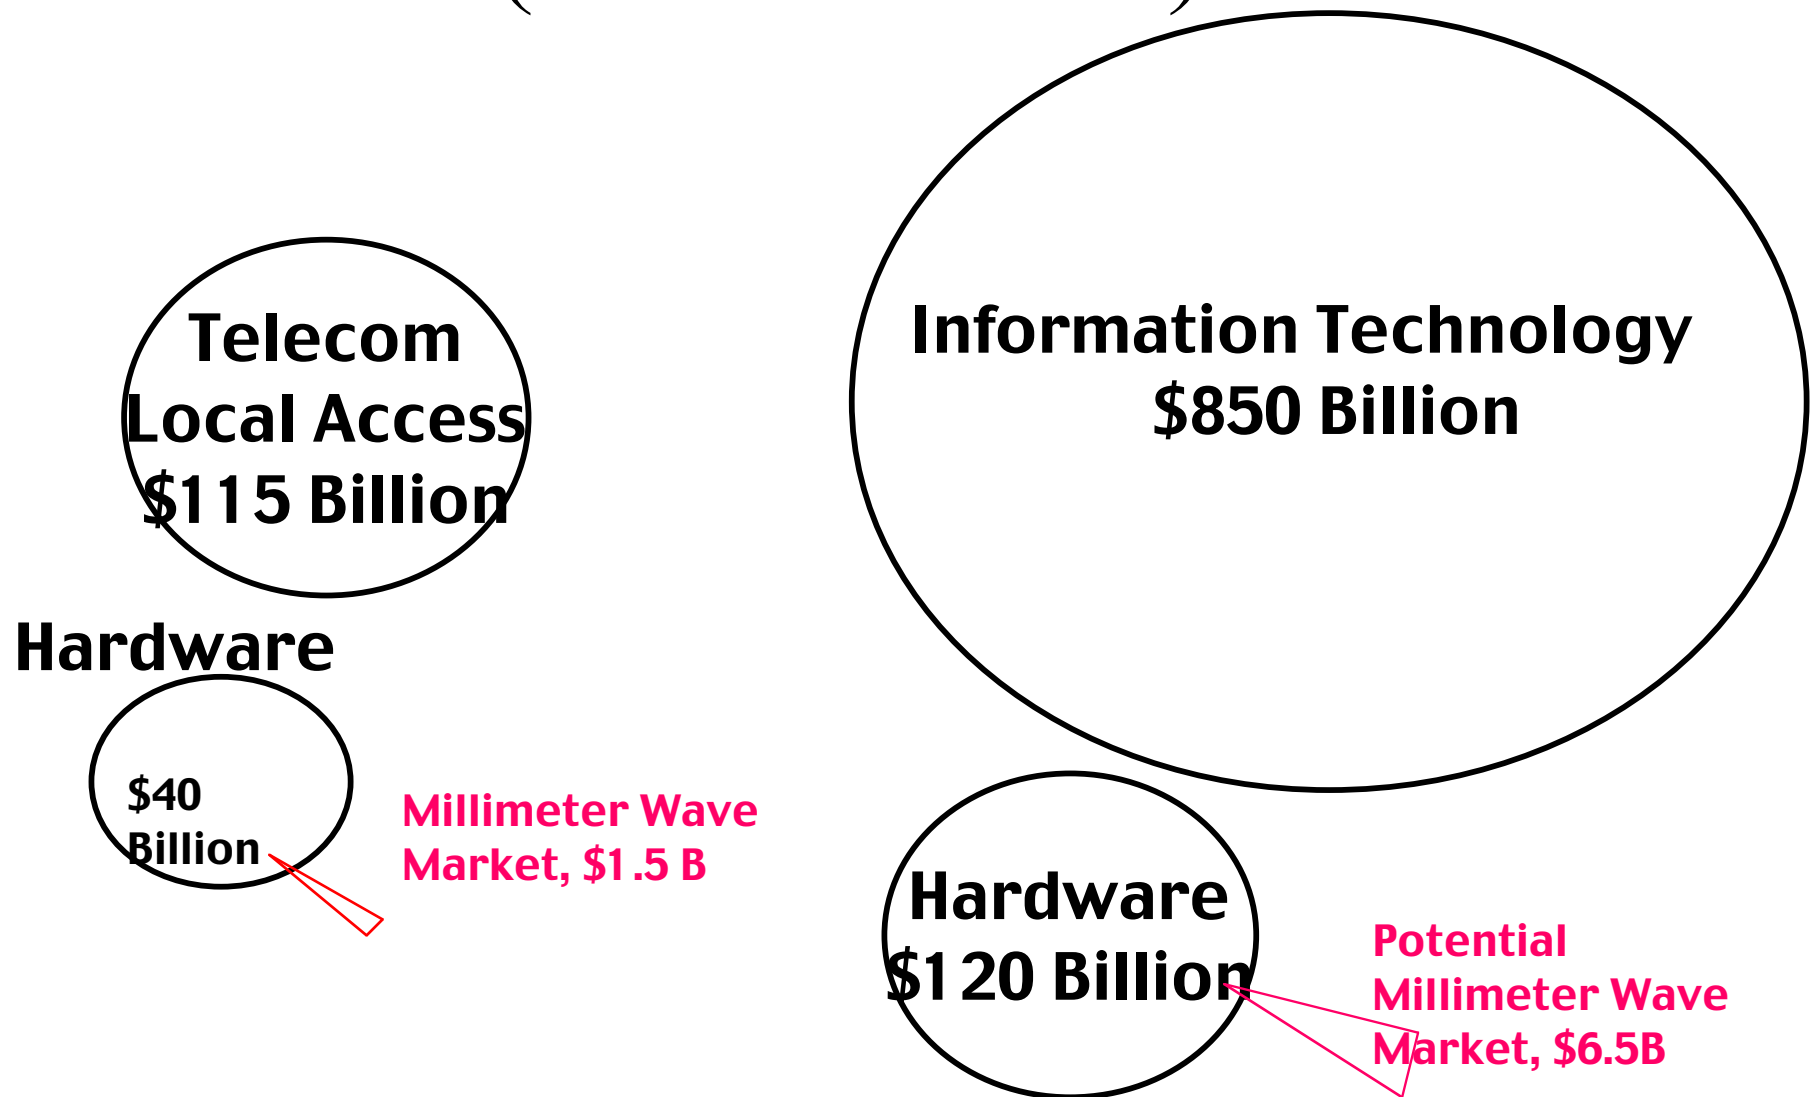 Telecom
Local Access
$115 Billion
Information Technology
$850 Billion
Hardware
$40
Billion
Millimeter Wave
Market, $1.5 B
Hardware
$120 Billion
Potential
Millimeter Wave
Market, $6.5B